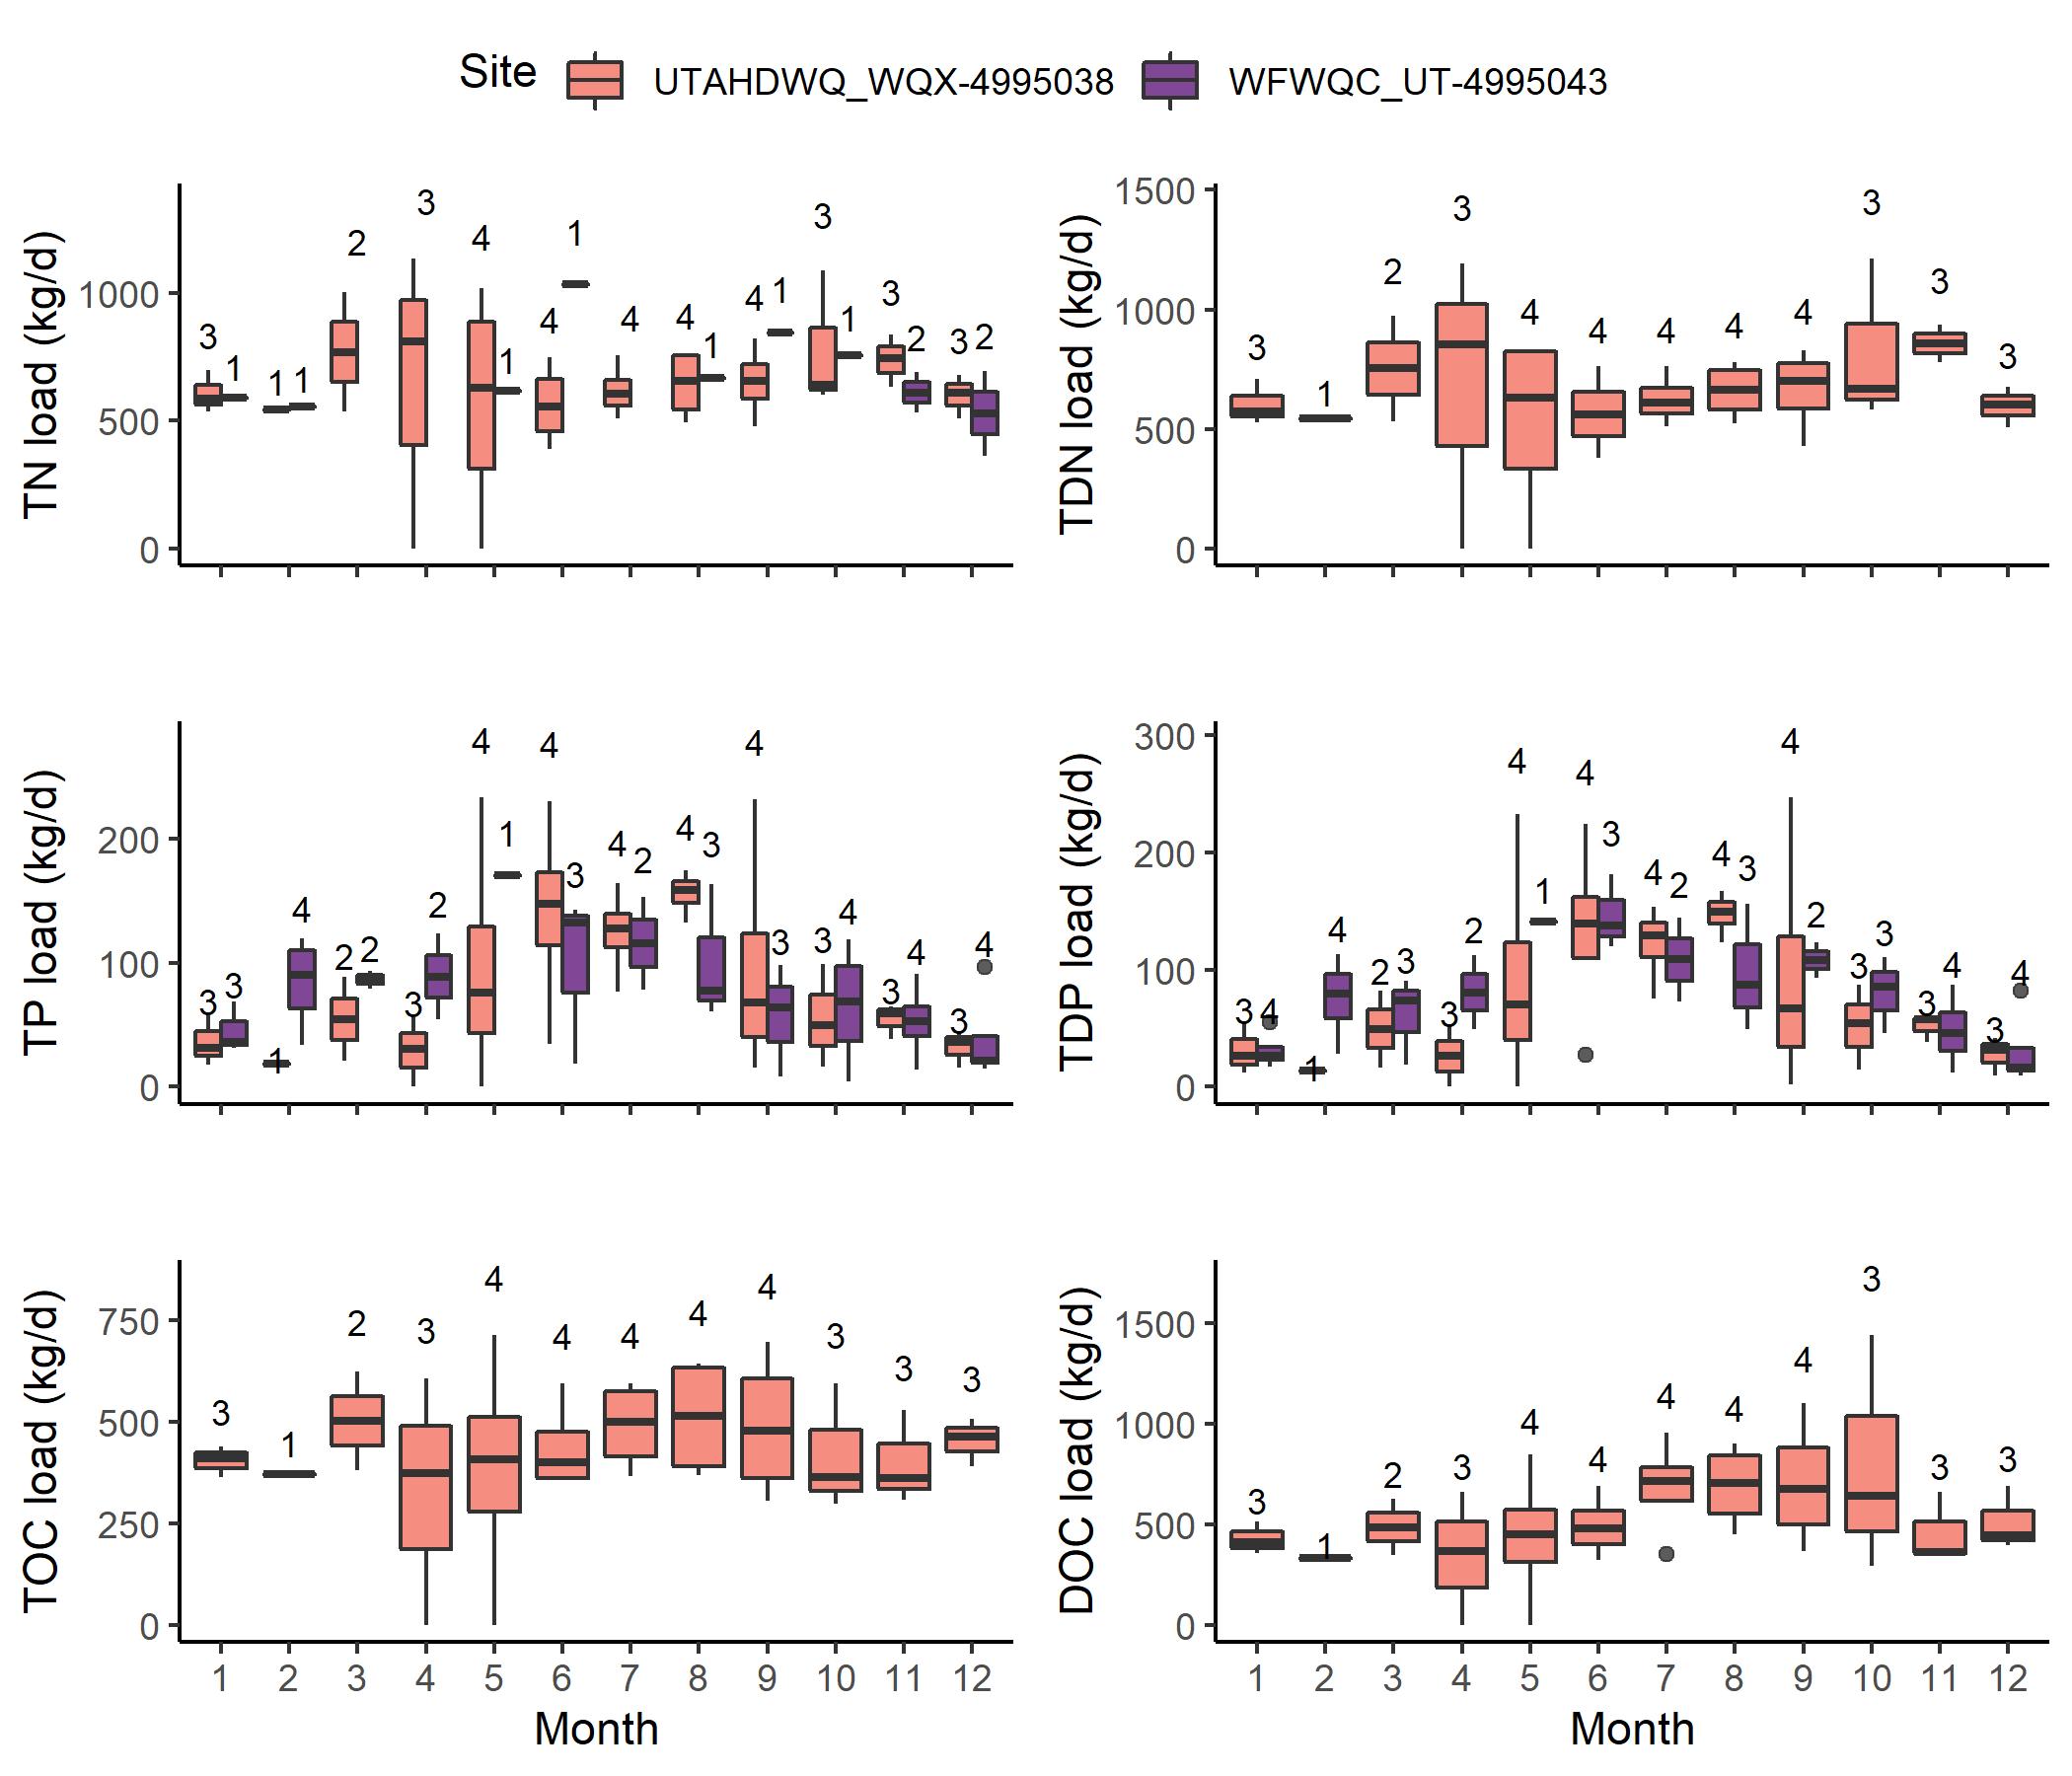 Site UTAHDWQ_WQX-4995038 WFWQC_UT-4995043
TN load (kg/d)
1000
500
0
3 1 1 1 2 3 4 1 4 1 4 4 1 4 1 3 1 3 2 3 2
TDN load (kg/d)
1500
1000
500
0
3 1 2 3 4 4 4 4 4 3 3 3
TP load (kg/d)
200
100
0
3 3 1 4 2 2 3 2 4 1 4 3 4 2 4 3 4 3 3 4 3 4 3 4
TDP load (kg/d)
300
200
100
0
3 4 1 4 2 3 3 2 4 1 4 3 4 2 4 3 4 2 3 3 3 4 3 4
TOC load (kg/d)
750
500
250
0
3 1 2 3 4 4 4 4 4 3 3 3
1 2 3 4 5 6 7 8 9 10 11 12
Month
DOC load (kg/d)
1500
1000
500
0
3 1 2 3 4 4 4 4 4 3 3 3
1 2 3 4 5 6 7 8 9 10 11 12
Month